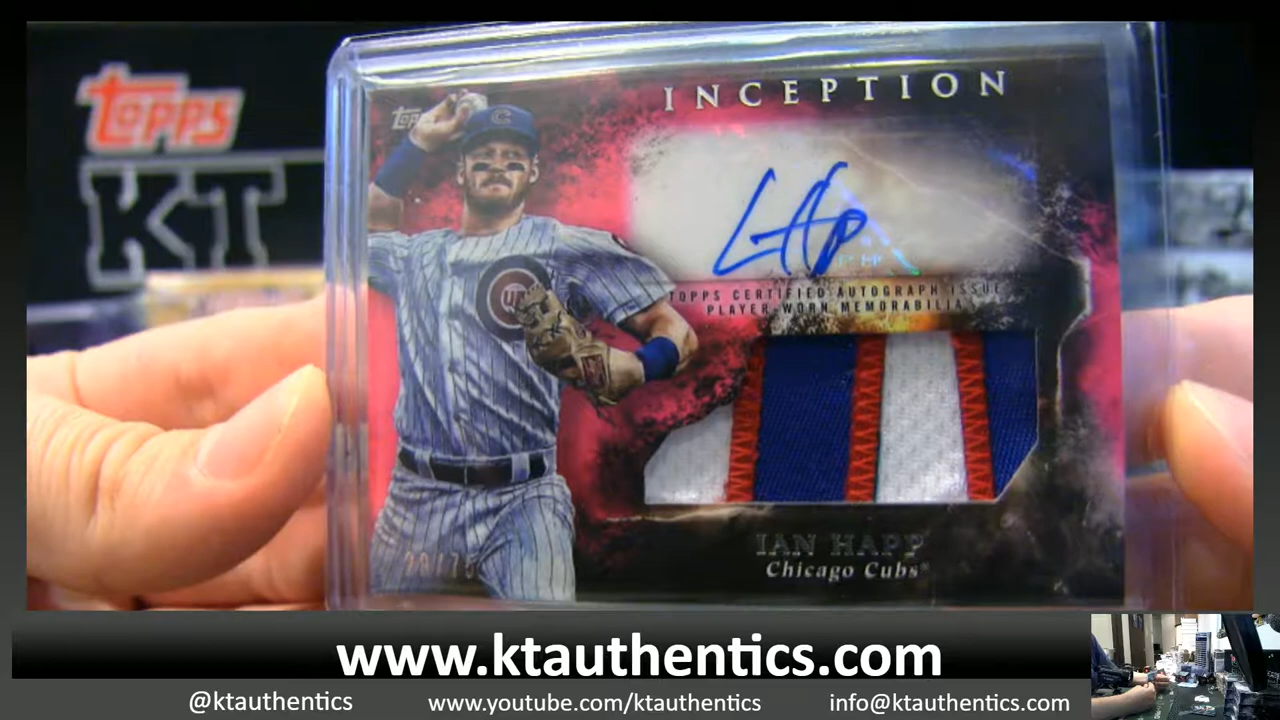 Topps
KT
Topps
INCEPTION
TOPPS CERTIFIED AUTOGRAPH ISSUE
PLAYER-WORN MEMORABILIA
IAN HAPP
Chicago Cubs
www.ktauthentics.com
@ktauthentics www.youtube.com/ktauthentics info@ktauthentics.com